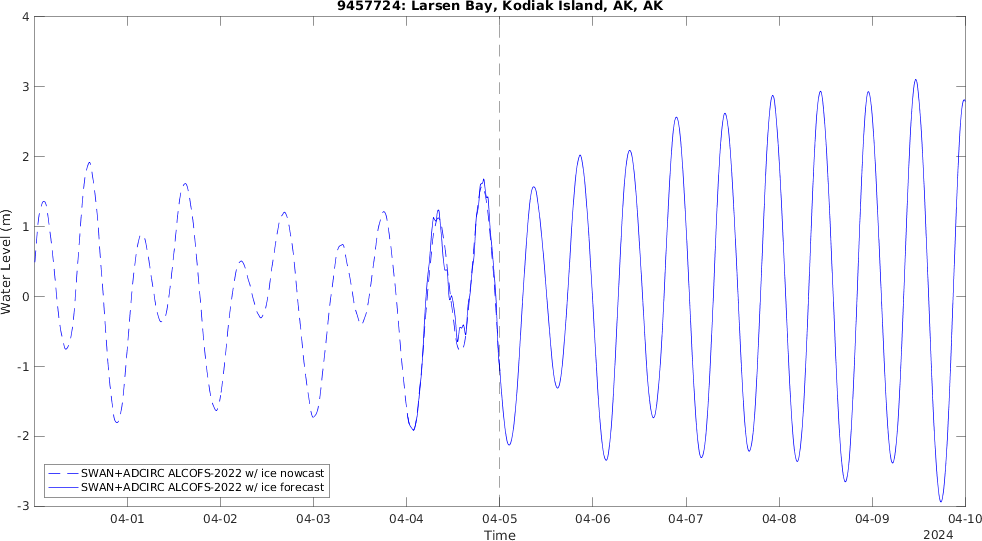 9457724: Larsen Bay, Kodiak Island, AK, AK
4
3
2
1
0
-1
-2
-3
Water Level (m)
SWAN+ADCIRC ALCOFS-2022 w/ ice nowcast
SWAN+ADCIRC ALCOFS-2022 w/ ice forecast
04-01 04-02 04-03 04-04 04-05 04-06 04-07 04-08 04-09 04-10
Time
2024